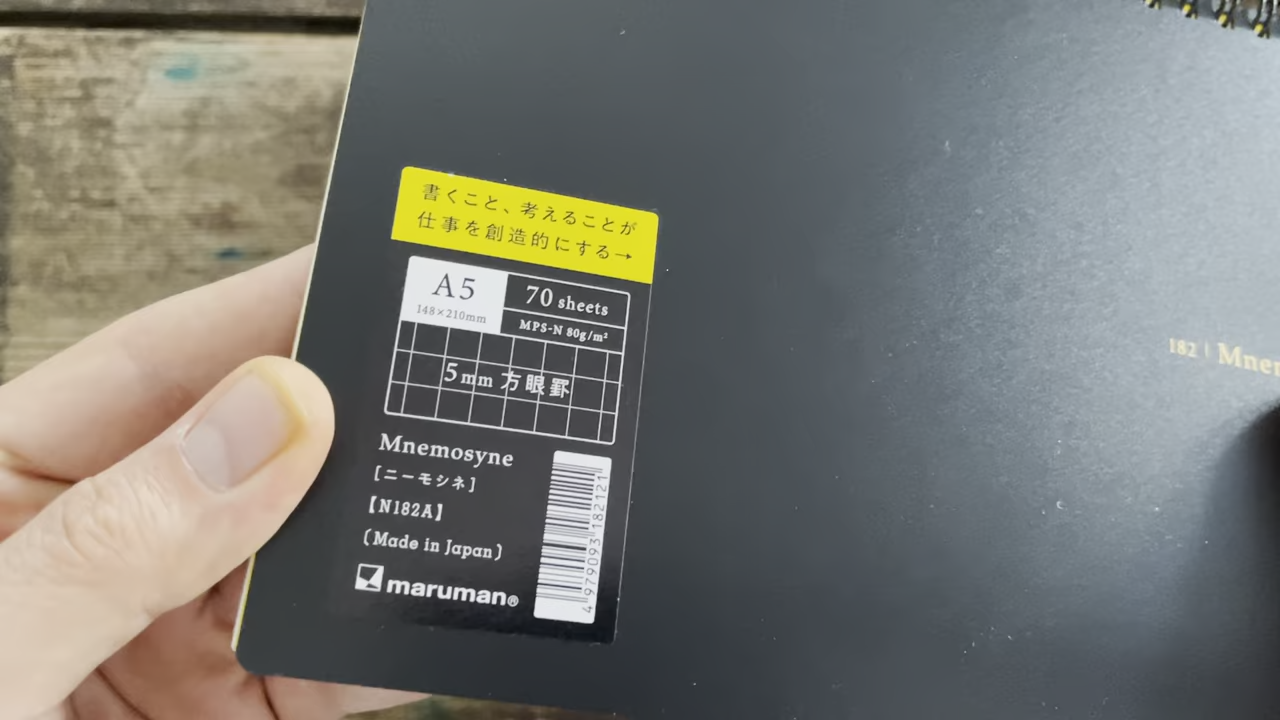 書くこと、考えることが
仕事を創造的にする→
A5
148×210mm
70 sheets
MPS-N 80g/m²
5mm 方眼罫
Mnemosyne
[ニーモシネ]
【N182A】
(Made in Japan)
maruman®
4979093182121
182 | Mnem